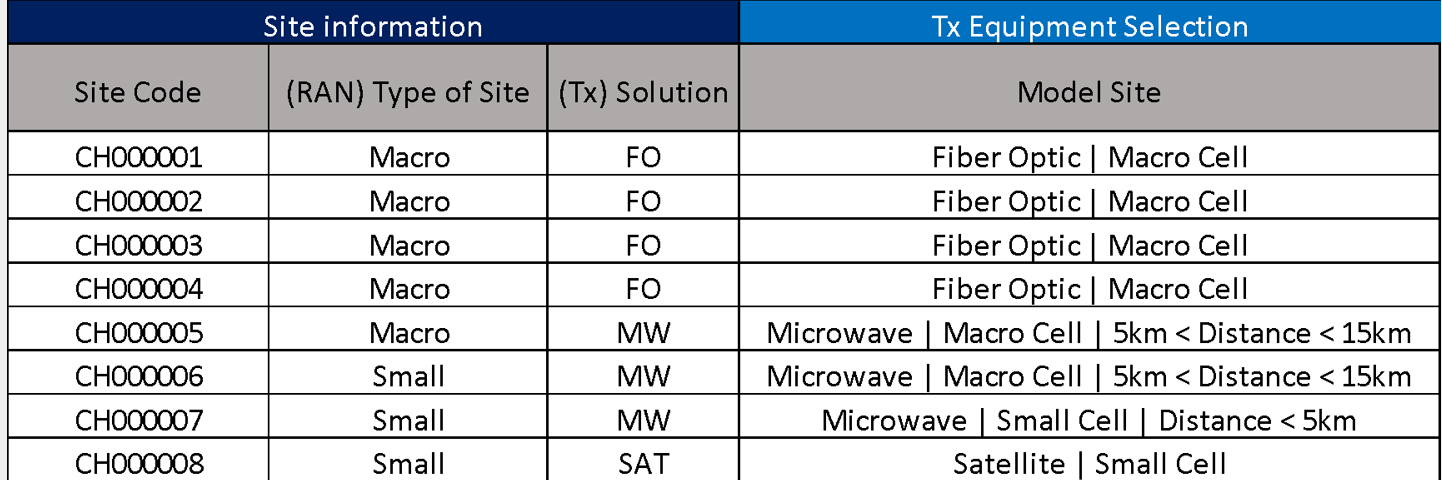 Site information Tx Equipment Selection
Site Code (RAN) Type of Site (Tx) Solution Model Site
CH000001 Macro FO Fiber Optic | Macro Cell
CH000002 Macro FO Fiber Optic | Macro Cell
CH000003 Macro FO Fiber Optic | Macro Cell
CH000004 Macro FO Fiber Optic | Macro Cell
CH000005 Macro MW Microwave | Macro Cell | 5km < Distance < 15km
CH000006 Small MW Microwave | Macro Cell | 5km < Distance < 15km
CH000007 Small MW Microwave | Small Cell | Distance < 5km
CH000008 Small SAT Satellite | Small Cell